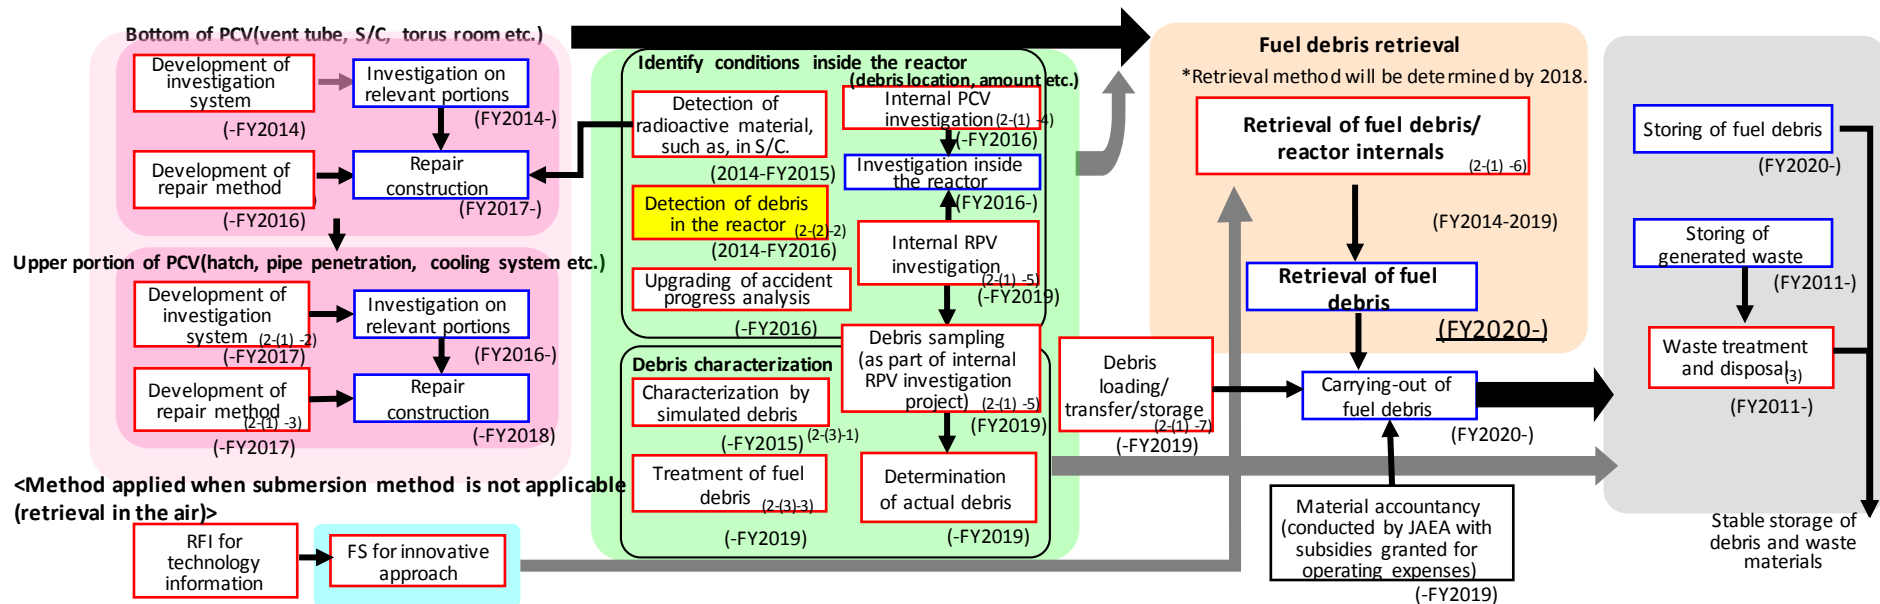 Bottom of PCV(vent tube, S/C, torus room etc.)
Development of
investigation
system
(-FY2014)
Investigation on
relevant portions
(FY2014-)
Development of
repair method
(-FY2016)
Repair
construction
(FY2017-)
Upper portion of PCV(hatch, pipe penetration, cooling system etc.)
Development of
investigation
system (2-(1) -2)
(-FY2017)
Investigation on
relevant portions
(FY2016-)
Development of
repair method
(2-(1) -3)
(-FY2017)
Repair
construction
(-FY2018)
<Method applied when submersion method is not applicable
(retrieval in the air)>
RFI for
technology
information
FS for innovative
approach
Identify conditions inside the reactor
(debris location, amount etc.)
Detection of
radioactive material,
such as, in S/C.
(2014-FY2015)
Detection of debris
in the reactor (2-(2)-2)
(2014-FY2016)
Upgrading of accident
progress analysis
(-FY2016)
Internal PCV
investigation (2-(1) -4)
(-FY2016)
Investigation inside
the reactor
(FY2016-)
Internal RPV
investigation
(2-(1) -5)
(-FY2019)
Debris sampling
(as part of internal
RPV investigation
project) (2-(1) -5)
(FY2019)
Debris characterization
Characterization by
simulated debris
(-FY2015) (2-(3)-1)
Treatment of fuel
debris (2-(3)-3)
(-FY2019)
Determination
of actual debris
(-FY2019)
Debris
loading/
transfer/storage
(2-(1) -7)
(-FY2019)
Fuel debris retrieval
*Retrieval method will be determined by 2018.
Retrieval of fuel debris/
reactor internals
(2-(1) -6)
(FY2014-2019)
Retrieval of fuel
debris
(FY2020-)
Carrying-out of
fuel debris
(FY2020-)
Material accountancy
(conducted by JAEA with
subsidies granted for
operating expenses)
(-FY2019)
Storing of fuel debris
(FY2020-)
Storing of
generated waste
(FY2011-)
Waste treatment
and disposal (3)
(FY2011-)
Stable storage of
debris and waste
materials